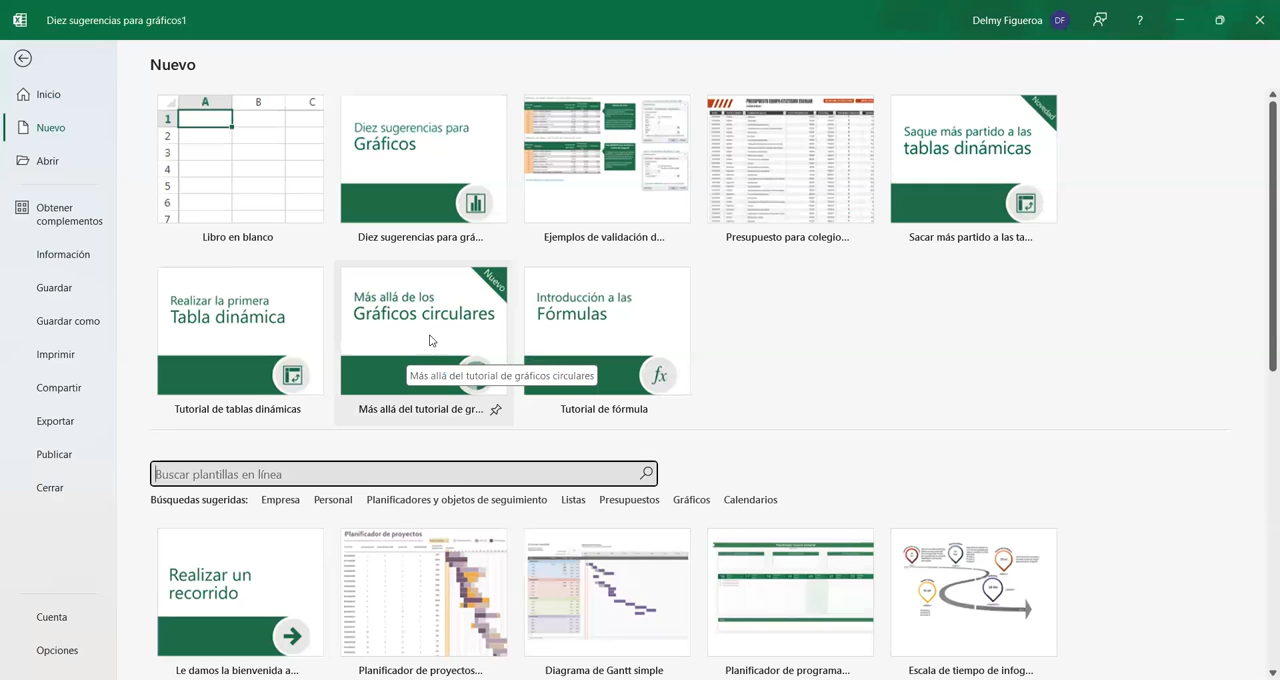 Diez sugerencias para gráficos1
Delmy Figueroa DF ?
Inicio
Nuevo
Información
Guardar
Guardar como
Imprimir
Compartir
Exportar
Publicar
Cerrar
Cuenta
Opciones
Nuevo
A B C
1
2
3
4
5
6
7
Libro en blanco
Diez sugerencias para
Gráficos
Diez sugerencias para grá...
Ejemplos de validación d...
Presupuesto para colegio...
Novedad
Saque más partido a las
tablas dinámicas
Sacar más partido a las ta...
Realizar la primera
Tabla dinámica
Tutorial de tablas dinámicas
Nuevo
Más allá de los
Gráficos circulares
Más allá del tutorial de gráficos circulares
Más allá del tutorial de gr...
Introducción a las
Fórmulas
fx
Tutorial de fórmula
Buscar plantillas en línea
Búsquedas sugeridas: Empresa Personal Planificadores y objetos de seguimiento Listas Presupuestos Gráficos Calendarios
Realizar un
recorrido
Le damos la bienvenida a...
Planificador de proyectos
Planificador de proyectos...
Diagrama de Gantt simple
Planificador de programa...
Escala de tiempo de infog...